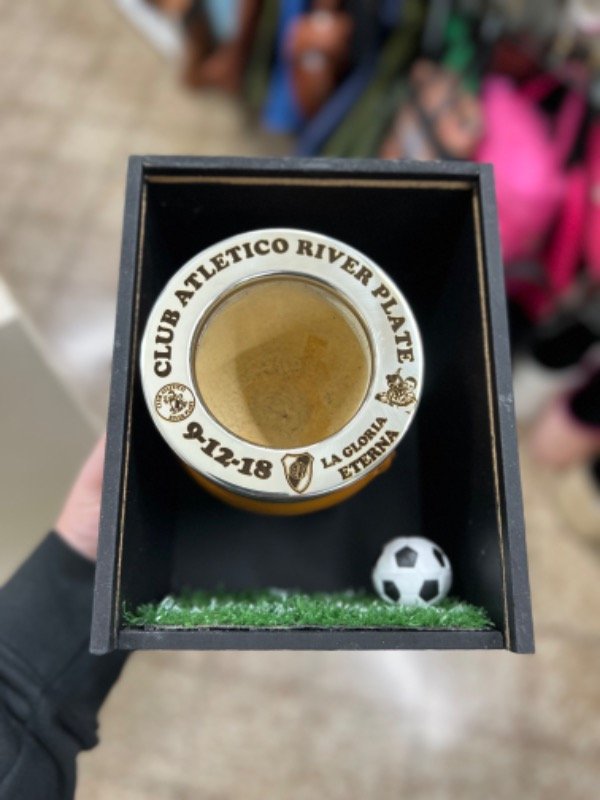 CLUB ATLETICO RIVER PLATE
9-12-18
LA GLORIA
ETERNA